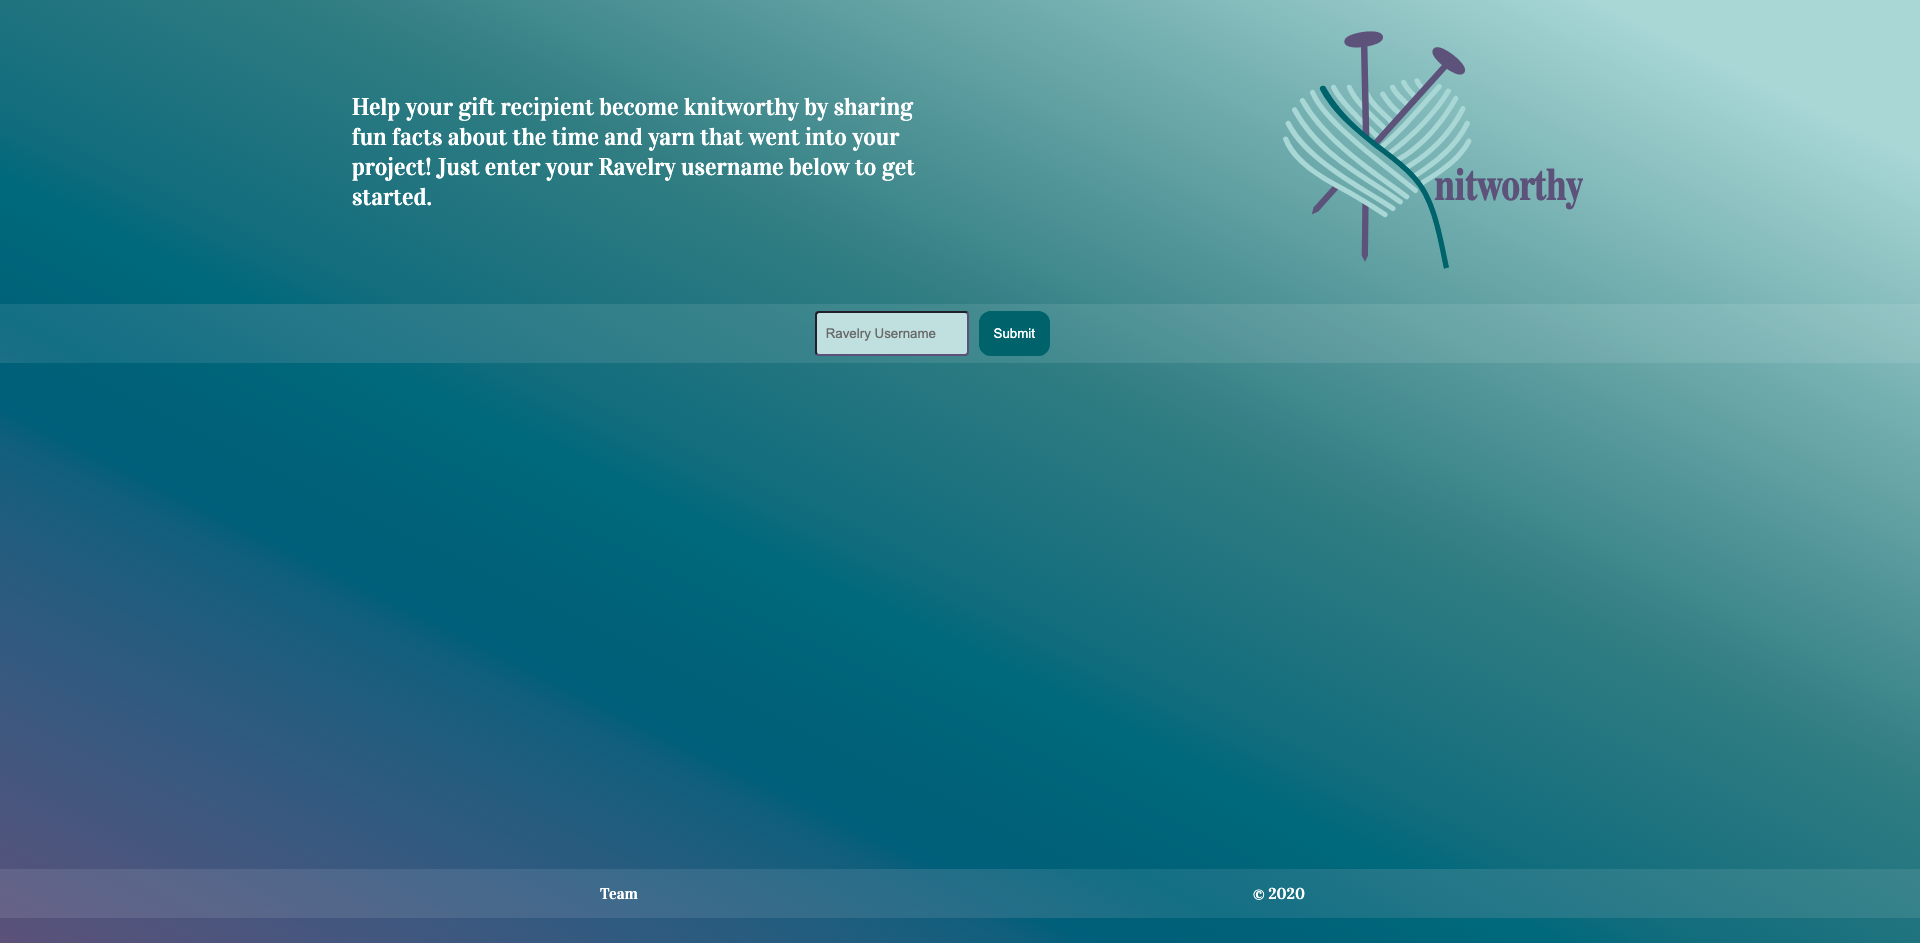 Help your gift recipient become knitworthy by sharing
fun facts about the time and yarn that went into your
project! Just enter your Ravelry username below to get
started.
nitworthy
Ravelry Username
Submit
Team
© 2020